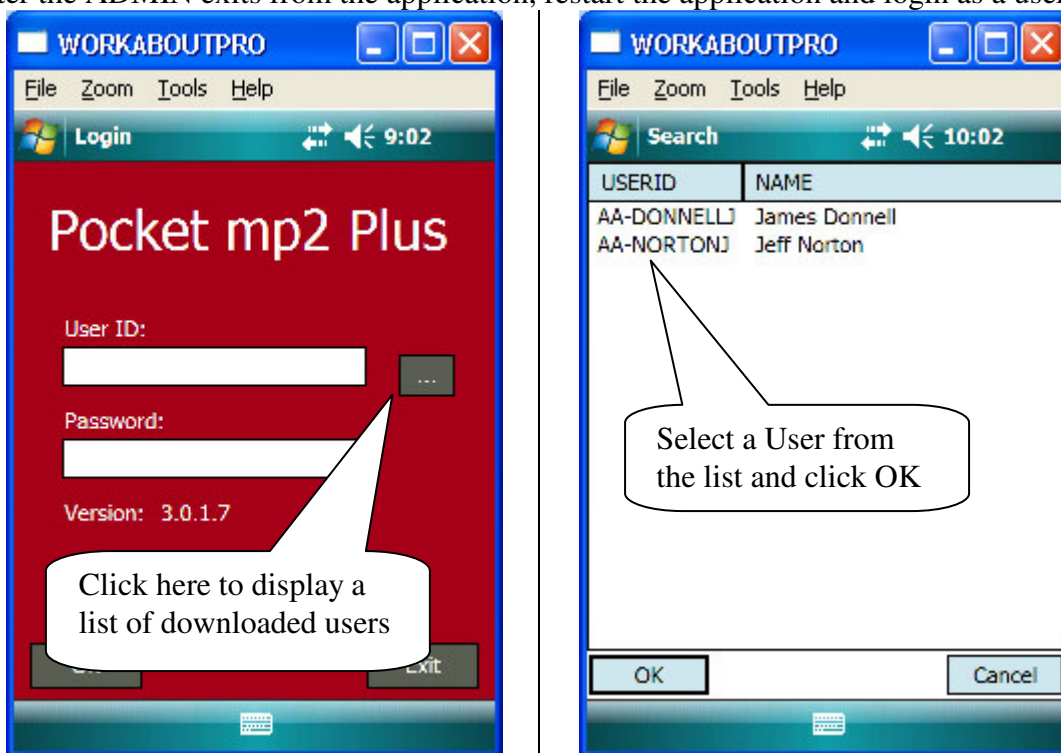 ter the ADMIN exits from the application, restart the application and login as a user
WORKABOUTPRO
File Zoom Tools Help
Login 9:02
Pocket mp2 Plus
User ID:
...
Password:
Version: 3.0.1.7
Click here to display a
list of downloaded users
Exit
WORKABOUTPRO
File Zoom Tools Help
Search 10:02
USERID NAME
AA-DONNELLJ James Donnell
AA-NORTONJ Jeff Norton
Select a User from
the list and click OK
OK Cancel